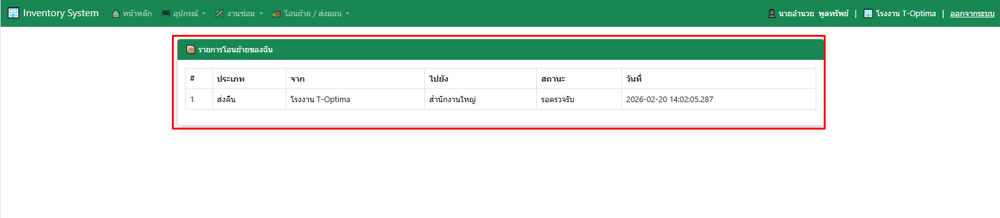 Inventory System หน้าหลัก อุปกรณ์ งานซ่อม โอนย้าย / ส่งมอบ นายอำนวย พูลทรัพย์ | โรงงาน T-Optima | ออกจากระบบ
รายการโอนย้ายของฉัน
# ประเภท จาก ไปยัง สถานะ วันที่
1 ส่งคืน โรงงาน T-Optima สำนักงานใหญ่ รอตรวจรับ 2026-02-20 14:02:05.287